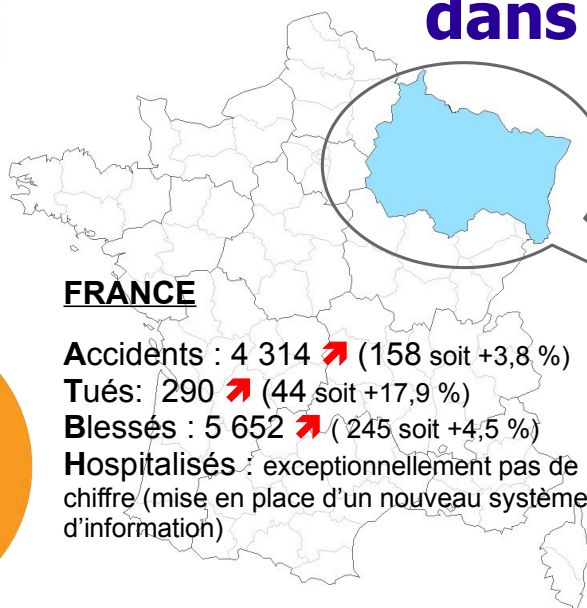 dans
FRANCE
Accidents : 4 314 (158 soit +3,8 %)
Tués: 290 (44 soit +17,9 %)
Blessés : 5 652 ( 245 soit +4,5 %)
Hospitalisés : exceptionnellement pas de
chiffre (mise en place d’un nouveau système
d’information)